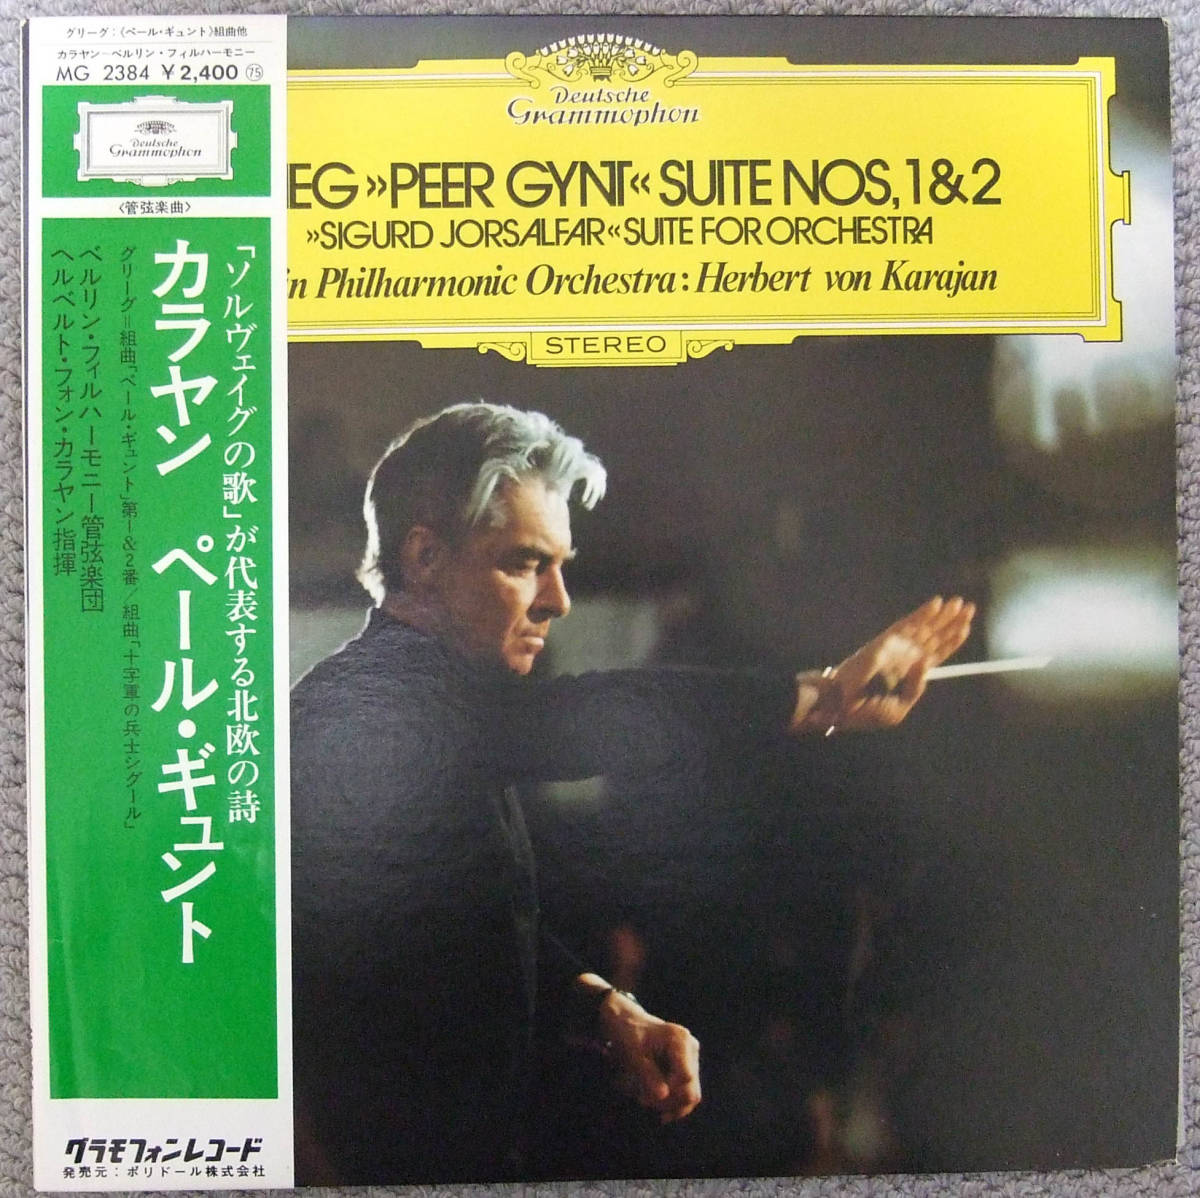 グリーグ:《ペール・ギュント》組曲他
カラヤン=ベルリン・フィルハーモニー
MG 2384 ¥2,400 75
Deutsche
Grammophon
〈管弦楽曲〉
「ソルヴェイグの歌」が代表する北欧の詩
カラヤン ペール・ギュント
グリーグ=組曲「ペール・ギュント」第1&2番/組曲「十字軍の兵士シグール」
ベルリン・フィルハーモニー管弦楽団
ヘルベルト・フォン・カラヤン指揮
グラモフォンレコード
発売元:ポリドール株式会社
Deutsche
Grammophon
IEG »PEER GYNT« SUITE NOS, 1 & 2
»SIGURD JORSALFAR« SUITE FOR ORCHESTRA
in Philharmonic Orchestra: Herbert von Karajan
STEREO